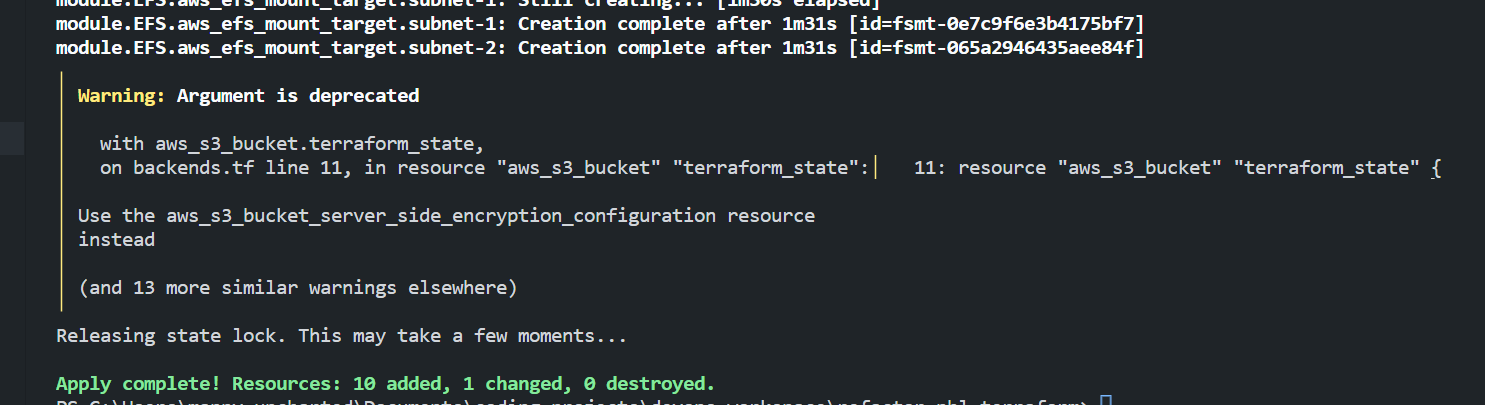 module.EFS.aws_efs_mount_target.subnet-1: Still creating... [1m30s elapsed]
module.EFS.aws_efs_mount_target.subnet-1: Creation complete after 1m31s [id=fsmt-0e7c9f6e3b4175bf7]
module.EFS.aws_efs_mount_target.subnet-2: Creation complete after 1m31s [id=fsmt-065a2946435aee84f]
Warning: Argument is deprecated
with aws_s3_bucket.terraform_state,
on backends.tf line 11, in resource "aws_s3_bucket" "terraform_state":│ 11: resource "aws_s3_bucket" "terraform_state" {
Use the aws_s3_bucket_server_side_encryption_configuration resource
instead
(and 13 more similar warnings elsewhere)
Releasing state lock. This may take a few moments...
Apply complete! Resources: 10 added, 1 changed, 0 destroyed.